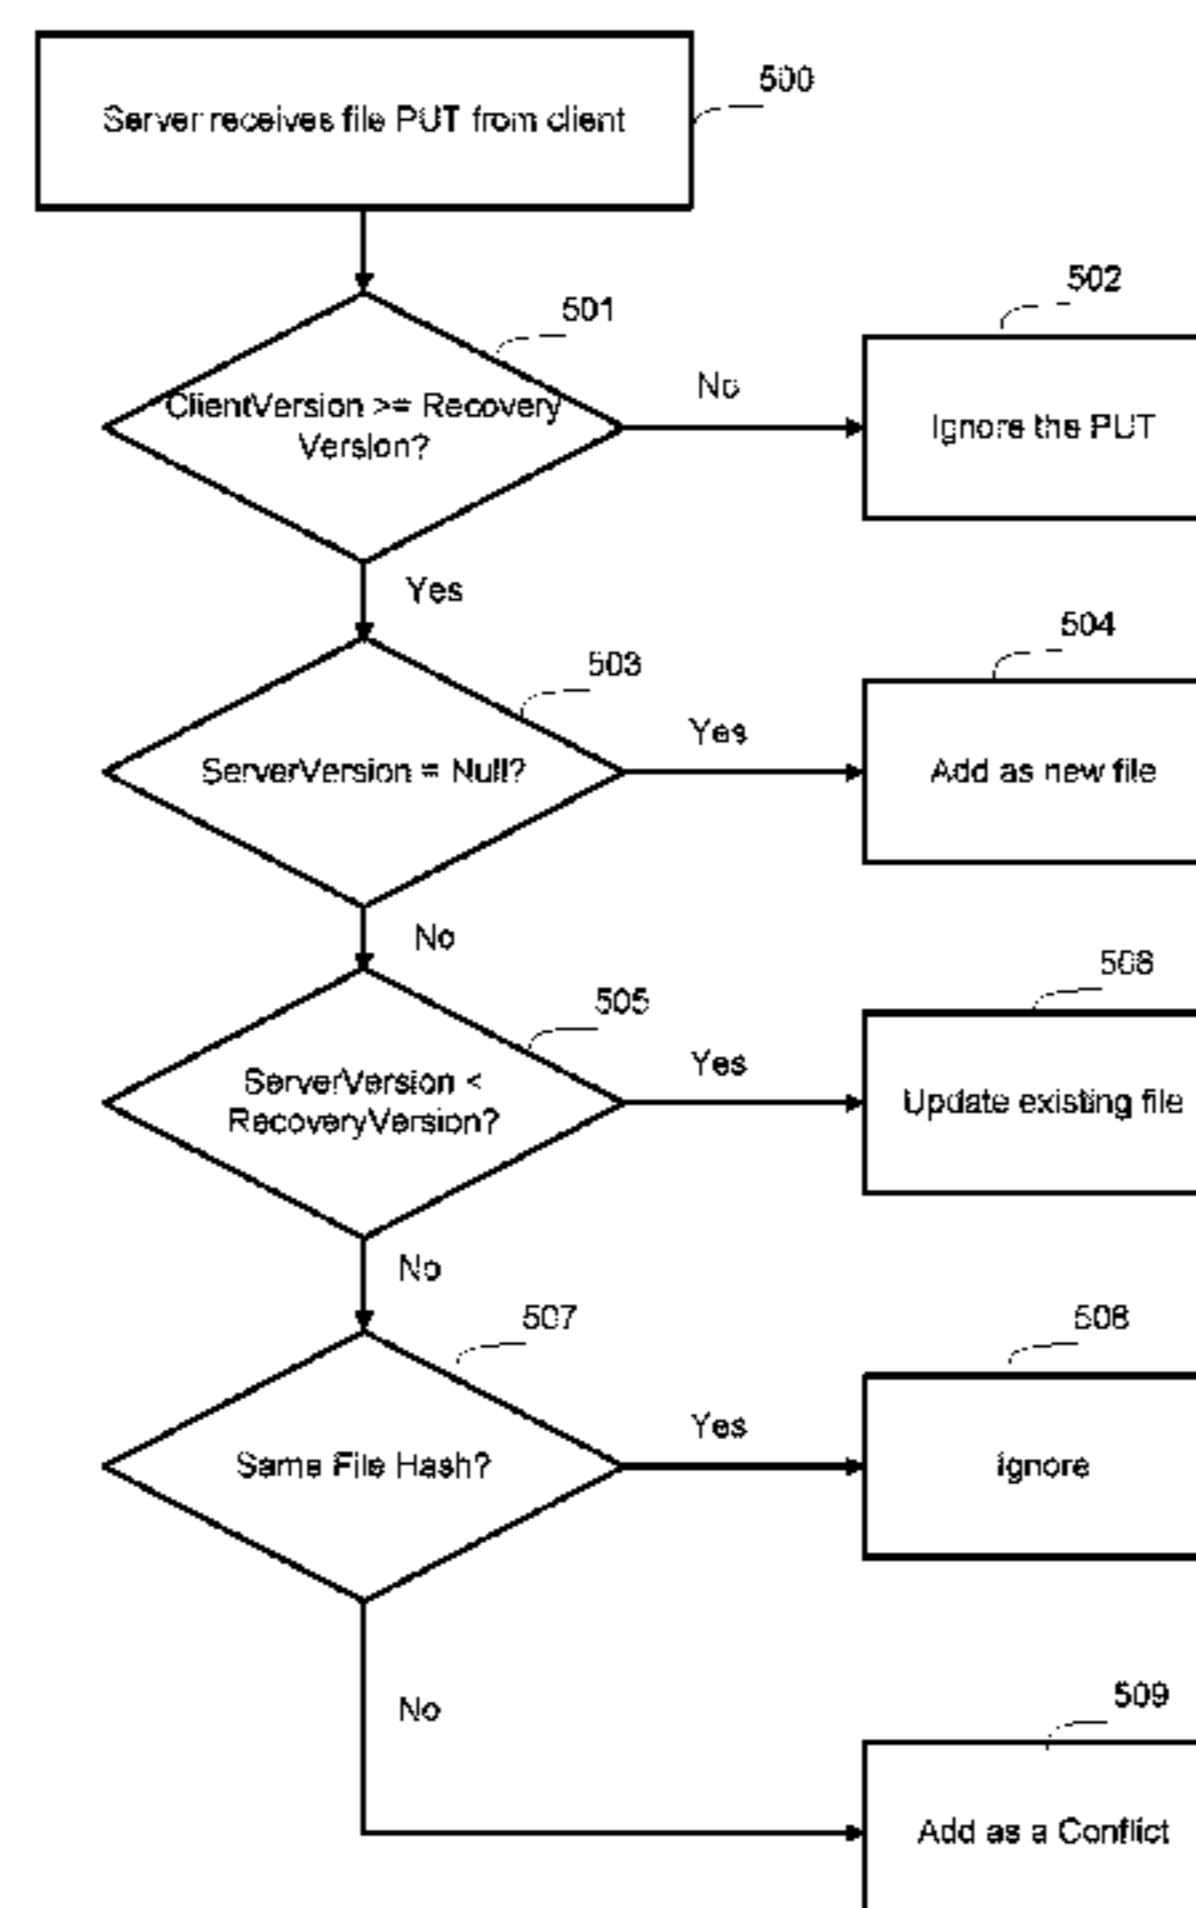 Server receives file PUT from client
500
501
ClientVersion >= Recovery
Version?
No
502
Ignore the PUT
Yes
503
ServerVersion = Null?
Yes
504
Add as new file
No
505
ServerVersion <
RecoveryVersion?
Yes
Update existing file
No
507
Same File Hash?
Yes
Ignore
No
509
Add as a Conflict